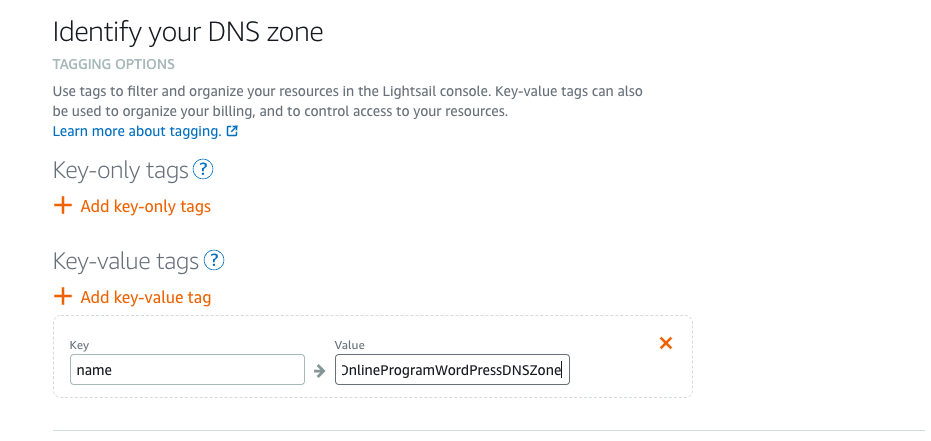 Identify your DNS zone
TAGGING OPTIONS
Use tags to filter and organize your resources in the Lightsail console. Key-value tags can also
be used to organize your billing, and to control access to your resources.
Learn more about tagging.
Key-only tags ?
+ Add key-only tags
Key-value tags ?
+ Add key-value tag
Key Value
name OnlineProgramWordPressDNSZone